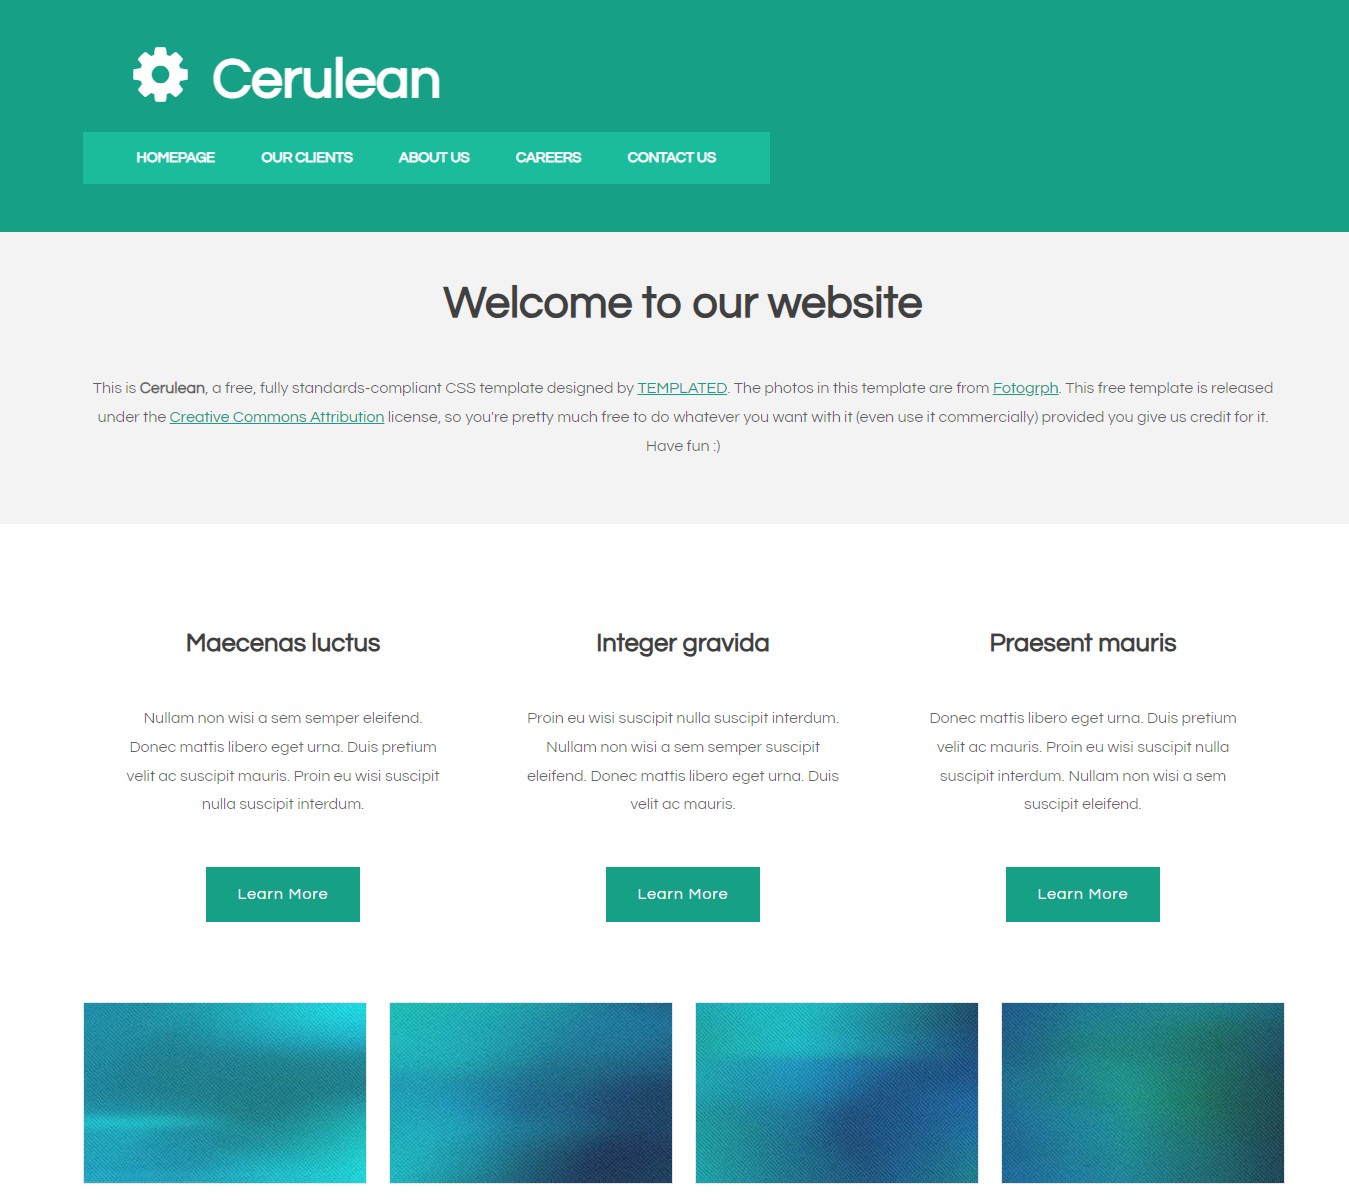 Cerulean
HOMEPAGE OUR CLIENTS ABOUT US CAREERS CONTACT US
Welcome to our website
This is Cerulean, a free, fully standards-compliant CSS template designed by TEMPLATED. The photos in this template are from Fotogrph. This free template is released
under the Creative Commons Attribution license, so you're pretty much free to do whatever you want with it (even use it commercially) provided you give us credit for it.
Have fun :)
Maecenas luctus
Nullam non wisi a sem semper eleifend.
Donec mattis libero eget urna. Duis pretium
velit ac suscipit mauris. Proin eu wisi suscipit
nulla suscipit interdum.
Learn More
Integer gravida
Proin eu wisi suscipit nulla suscipit interdum.
Nullam non wisi a sem semper suscipit
eleifend. Donec mattis libero eget urna. Duis
velit ac mauris.
Learn More
Praesent mauris
Donec mattis libero eget urna. Duis pretium
velit ac mauris. Proin eu wisi suscipit nulla
suscipit interdum. Nullam non wisi a sem
suscipit eleifend.
Learn More